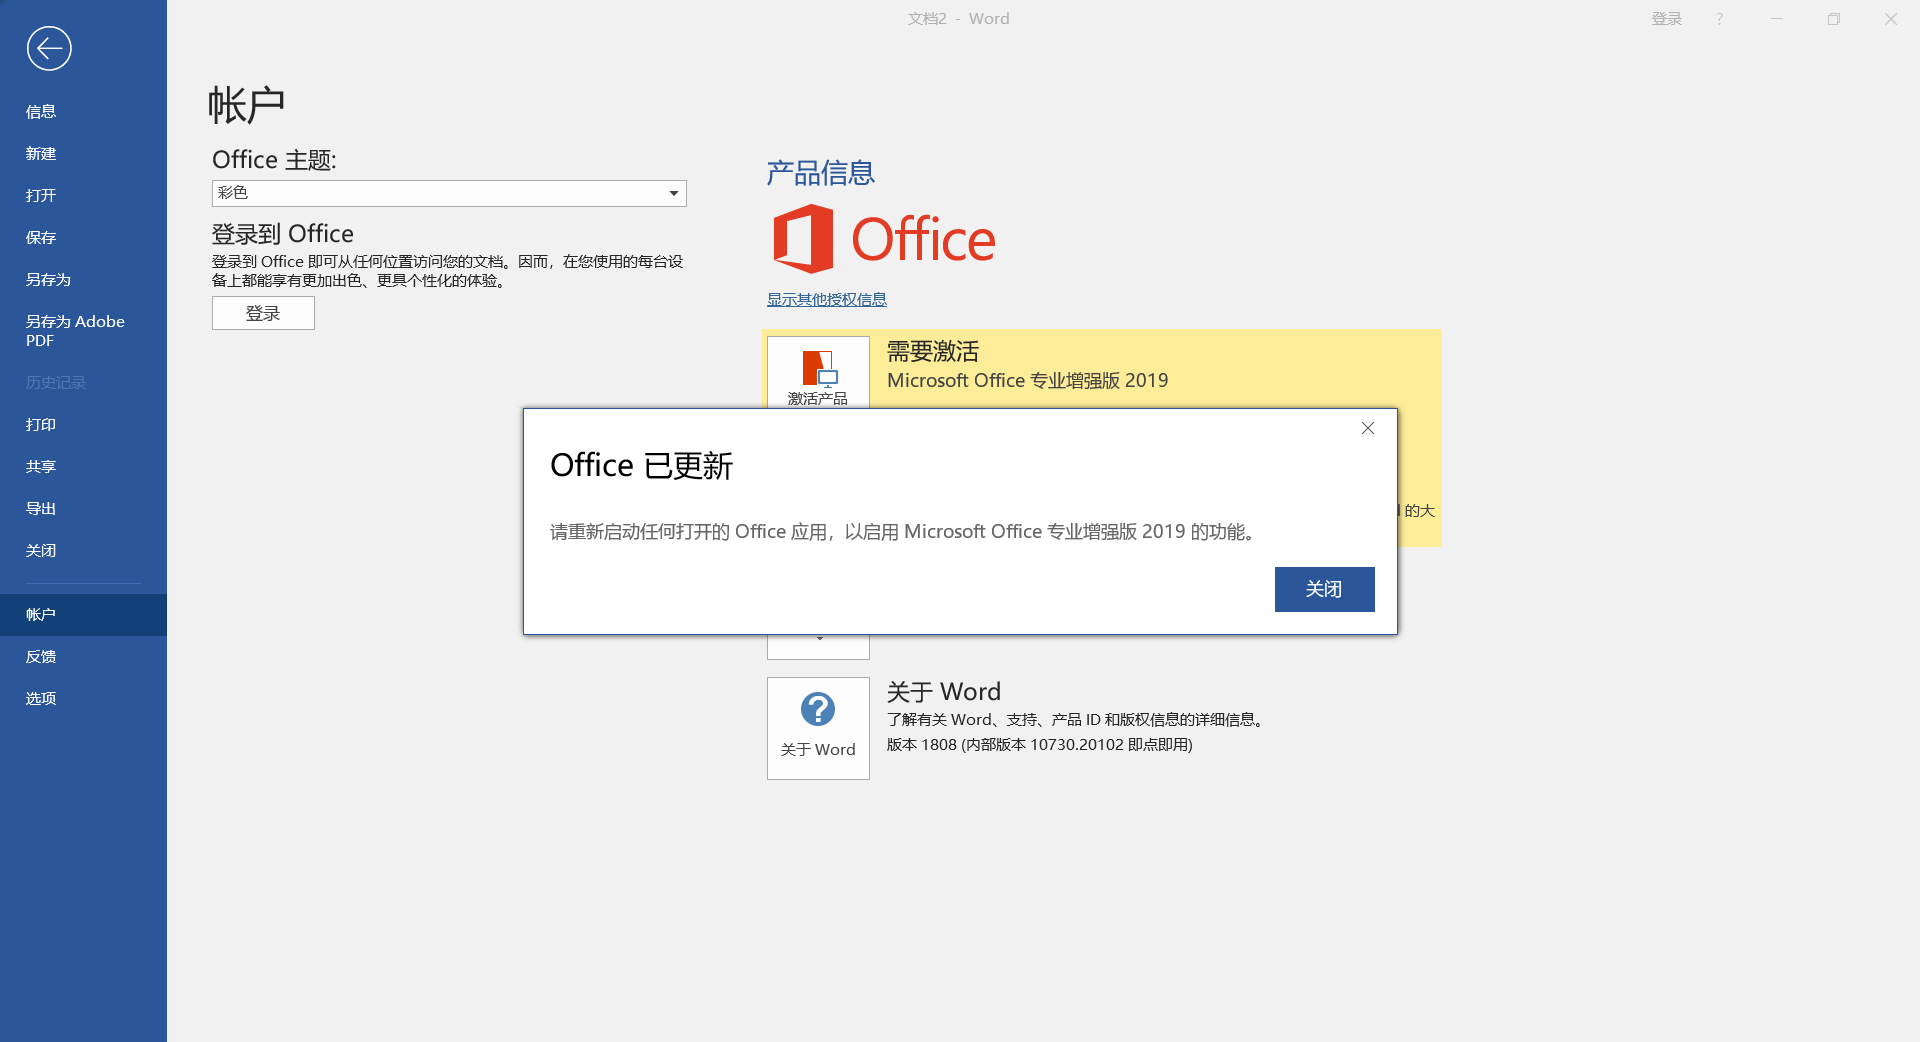 文档2 - Word
登录
?
信息
新建
打开
保存
另存为
另存为 Adobe
PDF
历史记录
打印
共享
导出
关闭
帐户
反馈
选项
帐户
Office 主题:
彩色
登录到 Office
登录到 Office 即可从任何位置访问您的文档。因而，在您使用的每台设
备上都能享有更加出色、更具个性化的体验。
登录
产品信息
Office
显示其他授权信息
激活产品
需要激活
Microsoft Office 专业增强版 2019
的大
Office 已更新
请重新启动任何打开的 Office 应用，以启用 Microsoft Office 专业增强版 2019 的功能。
关闭
关于 Word
关于 Word
了解有关 Word、支持、产品 ID 和版权信息的详细信息。
版本 1808 (内部版本 10730.20102 即点即用)